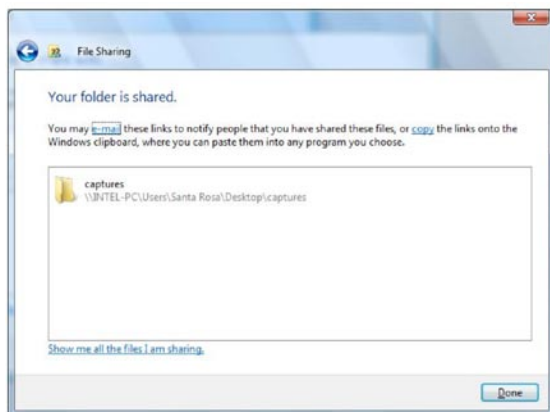 File Sharing
Your folder is shared.
You may e-mail these links to notify people that you have shared these files, or copy the links onto the
Windows clipboard, where you can paste them into any program you choose.
captures
\\INTEL-PC\Users\Santa Rosa\Desktop\captures
Show me all the files I am sharing.
Done